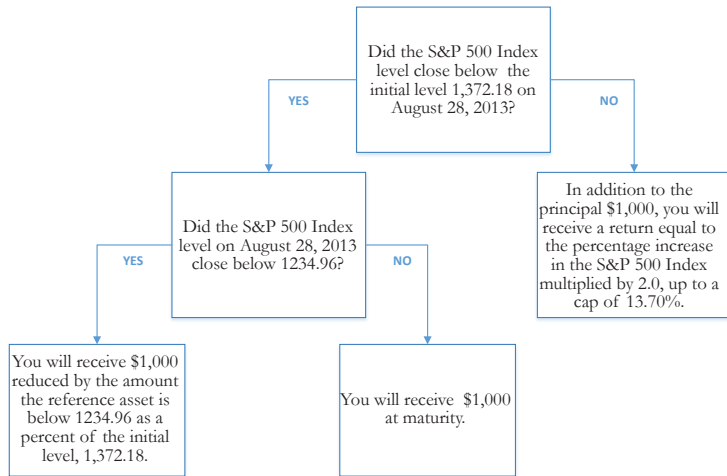 Did the S&P 500 Index
level close below the
initial level 1,372.18 on
August 28, 2013?
YES
NO
Did the S&P 500 Index
level on August 28, 2013
close below 1234.96?
In addition to the
principal $1,000, you will
receive a return equal to
the percentage increase
in the S&P 500 Index
multiplied by 2.0, up to a
cap of 13.70%.
YES
NO
You will receive $1,000
reduced by the amount
the reference asset is
below 1234.96 as a
percent of the initial
level, 1,372.18.
You will receive $1,000
at maturity.